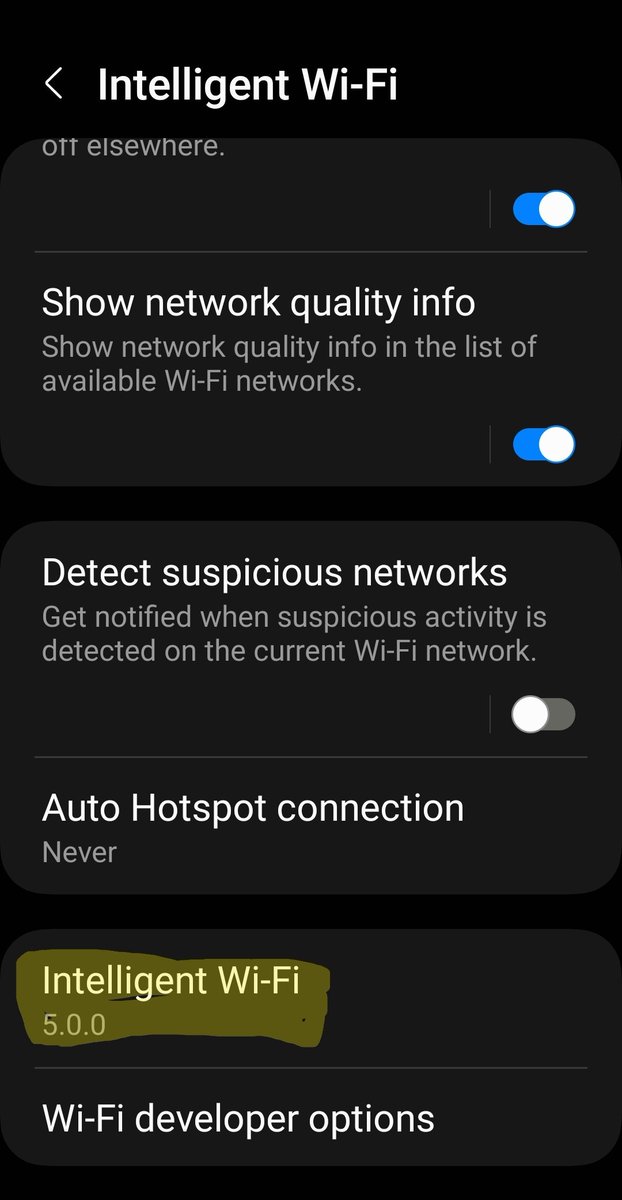 Intelligent Wi-Fi
off elsewhere.
Show network quality info
Show network quality info in the list of
available Wi-Fi networks.
Detect suspicious networks
Get notified when suspicious activity is
detected on the current Wi-Fi network.
Auto Hotspot connection
Never
Intelligent Wi-Fi
5.0.0
Wi-Fi developer options